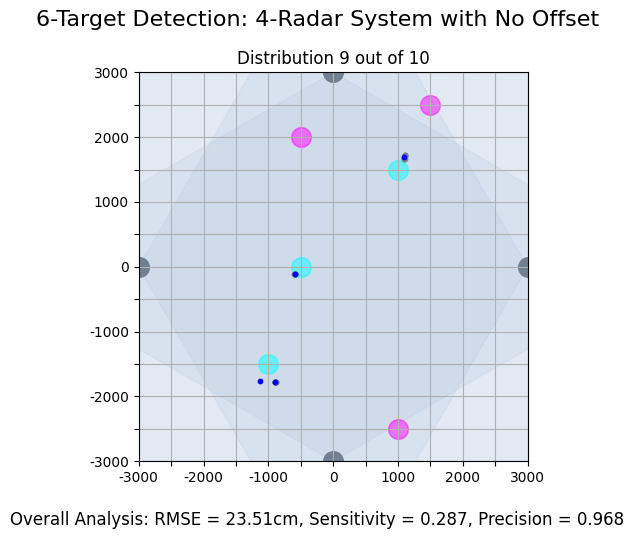 6-Target Detection: 4-Radar System with No Offset
Distribution 9 out of 10
3000
2000
1000
0
-1000
-2000
-3000
-3000 -2000 -1000 0 1000 2000 3000
Overall Analysis: RMSE = 23.51cm, Sensitivity = 0.287, Precision = 0.968